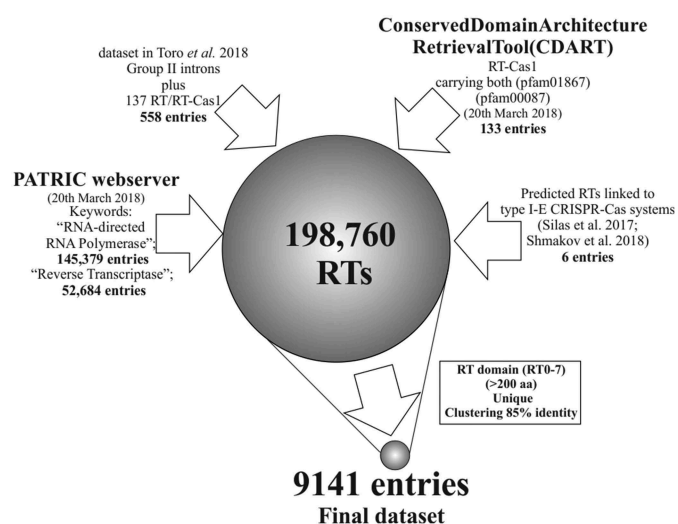 ConservedDomainArchitecture
RetrievalTool(CDART)
RT-Cas1
carrying both (pfam01867)
(pfam00087)
(20th March 2018)
133 entries
dataset in Toro et al. 2018
Group II introns
plus
137 RT/RT-Cas1
558 entries
PATRIC webserver
(20th March 2018)
Keywords:
“RNA-directed
RNA Polymerase”;
145,379 entries
“Reverse Transcriptase”;
52,684 entries
198,760
RTs
Predicted RTs linked to
type I-E CRISPR-Cas systems
(Silas et al. 2017;
Shmakov et al. 2018)
6 entries
RT domain (RT0-7)
(>200 aa)
Unique
Clustering 85% identity
9141 entries
Final dataset